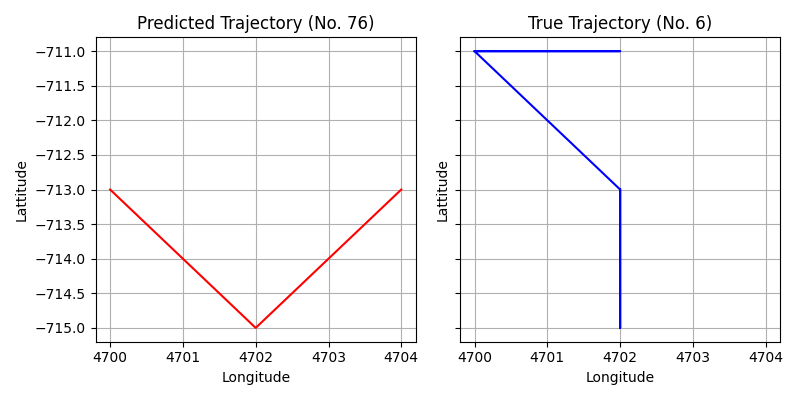 Predicted Trajectory (No. 76)
True Trajectory (No. 6)
Lattitude
−711.0
−711.5
−712.0
−712.5
−713.0
−713.5
−714.0
−714.5
−715.0
4700 4701 4702 4703 4704
Longitude
Lattitude
4700 4701 4702 4703 4704
Longitude